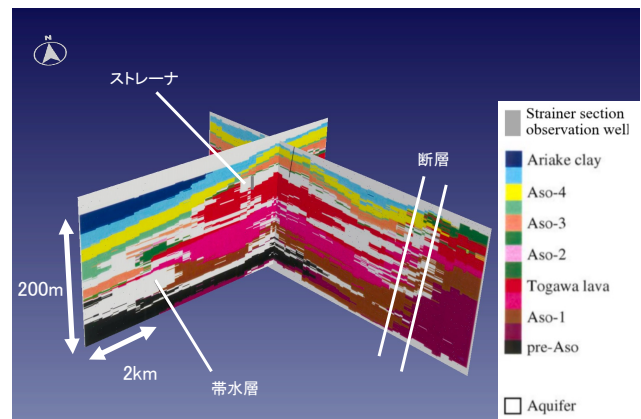 N
ストレーナ
断層
200m
2km
帯水層
Strainer section
observation well
Ariake clay
Aso-4
Aso-3
Aso-2
Togawa lava
Aso-1
pre-Aso
Aquifer